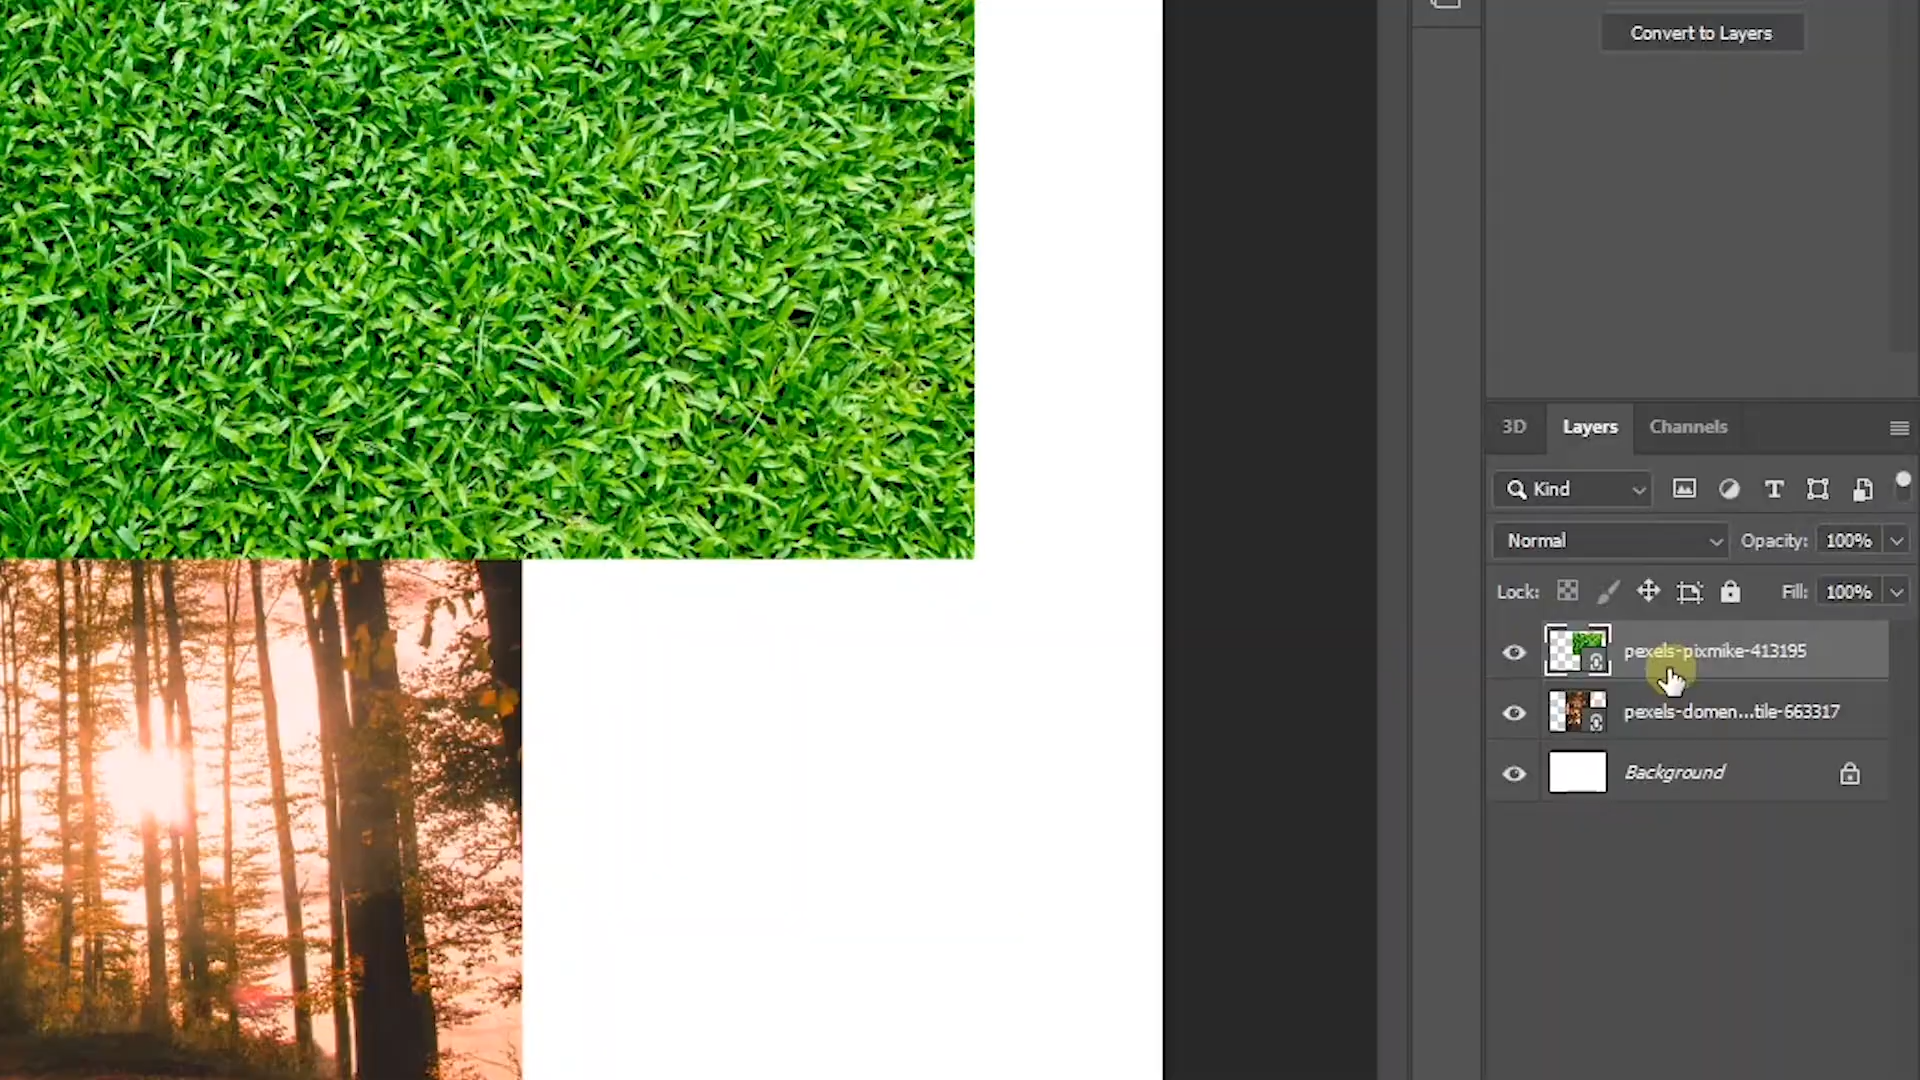 Convert to Layers
3D Layers Channels
Kind
Normal Opacity: 100%
Lock: Fill: 100%
pexels-pixmike-413195
pexels-domen...tile-663317
Background